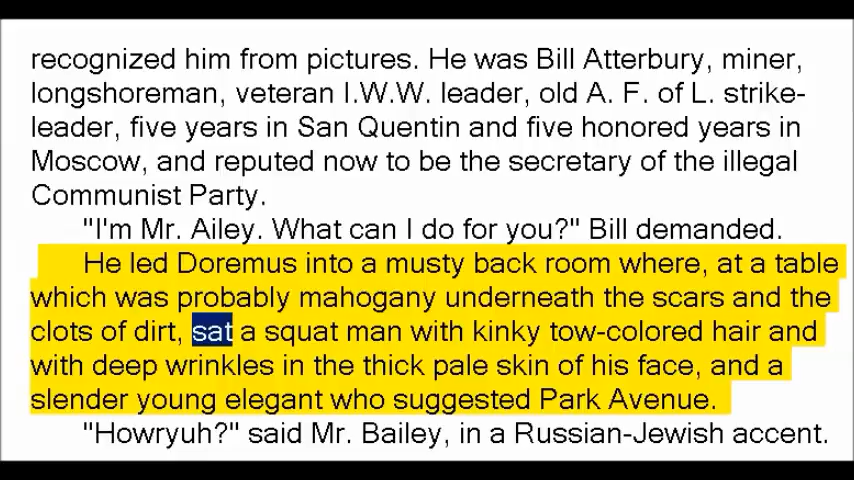 recognized him from pictures. He was Bill Atterbury, miner,
longshoreman, veteran I.W.W. leader, old A. F. of L. strike-
leader, five years in San Quentin and five honored years in
Moscow, and reputed now to be the secretary of the illegal
Communist Party.
"I'm Mr. Ailey. What can I do for you?" Bill demanded.
He led Doremus into a musty back room where, at a table
which was probably mahogany underneath the scars and the
clots of dirt, sat a squat man with kinky tow-colored hair and
with deep wrinkles in the thick pale skin of his face, and a
slender young elegant who suggested Park Avenue.
"Howryuh?" said Mr. Bailey, in a Russian-Jewish accent.